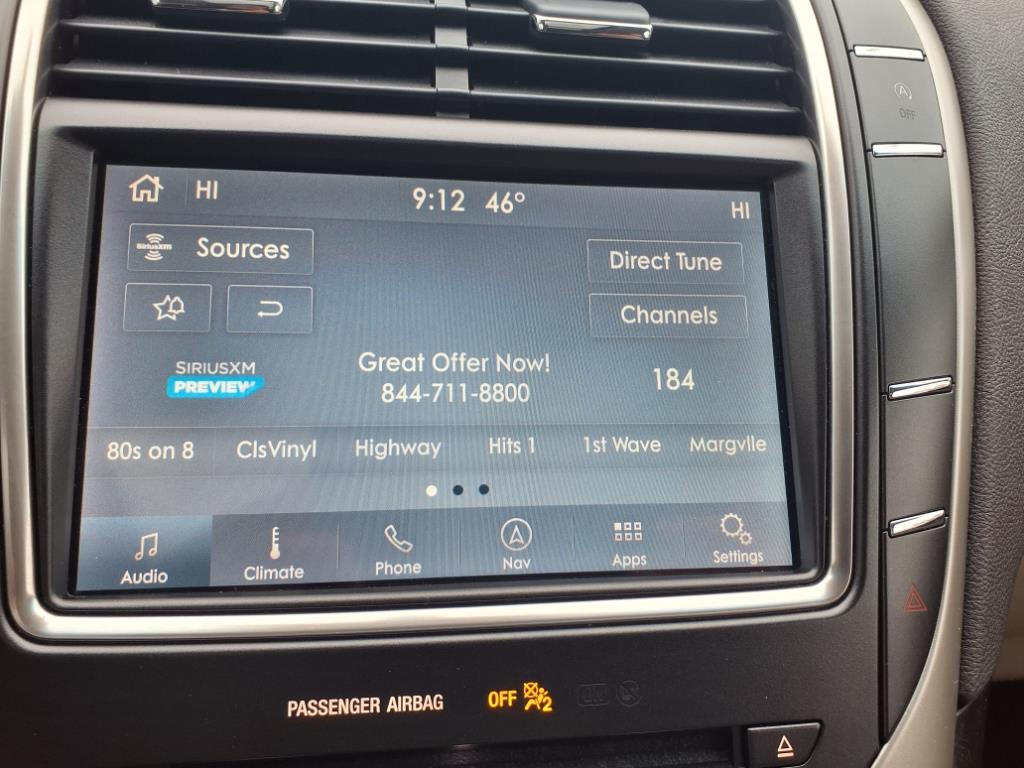 OFF
HI 9:12 46° HI
SiriusXM Sources
Direct Tune
Channels
SIRIUSXM
PREVIEW
Great Offer Now!
844-711-8800
184
80s on 8 ClsVinyl Highway Hits 1 1st Wave Margvlle
Audio Climate Phone Nav Apps Settings
PASSENGER AIRBAG OFF 2